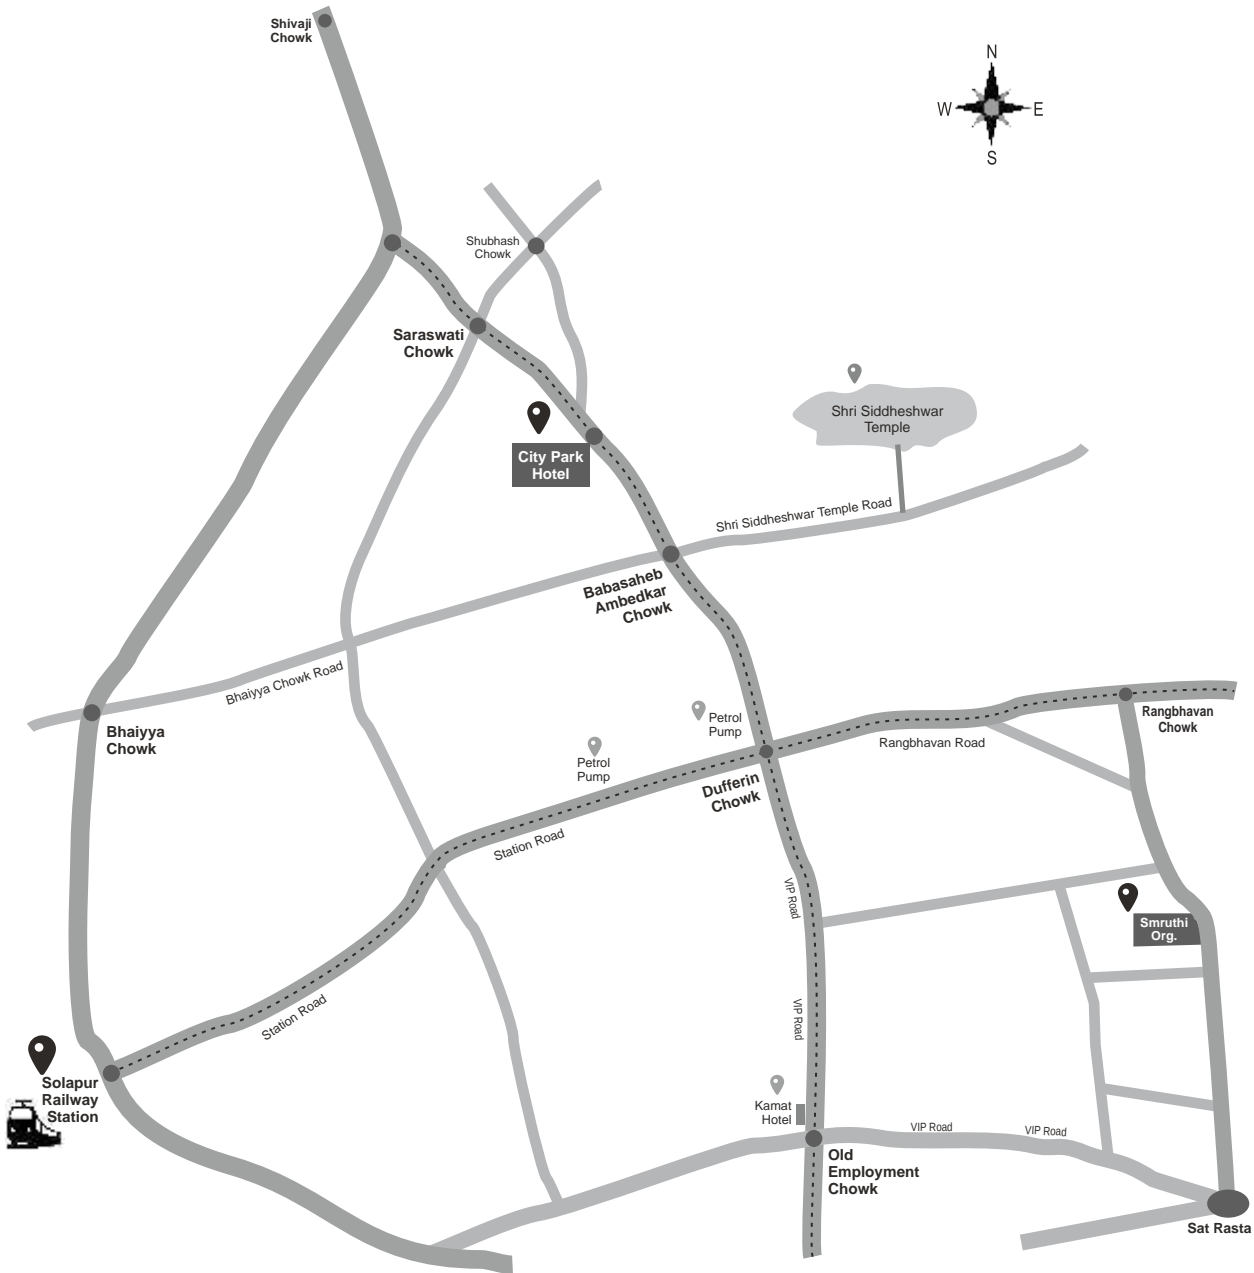 Shivaji
Chowk
N
W
E
S
Shubhash
Chowk
Saraswati
Chowk
Shri Siddheshwar
Temple
City Park
Hotel
Shri Siddheshwar Temple Road
Babasaheb
Ambedkar
Chowk
Bhaiyya Chowk Road
Bhaiyya
Chowk
Petrol
Pump
Petrol
Pump
Rangbhavan
Chowk
Rangbhavan Road
Dufferin
Chowk
Station Road
VIP Road
Smruthi
Org.
Station Road
VIP Road
Solapur
Railway
Station
Kamat
Hotel
VIP Road
VIP Road
Old
Employment
Chowk
Sat Rasta